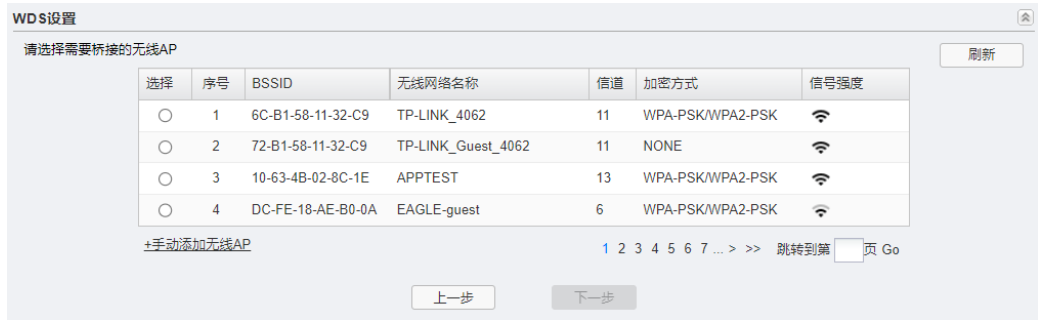 WDS设置
请选择需要桥接的无线AP
刷新
选择 序号 BSSID 无线网络名称 信道 加密方式 信号强度
1 6C-B1-58-11-32-C9 TP-LINK_4062 11 WPA-PSK/WPA2-PSK
2 72-B1-58-11-32-C9 TP-LINK_Guest_4062 11 NONE
3 10-63-4B-02-8C-1E APPTEST 13 WPA-PSK/WPA2-PSK
4 DC-FE-18-AE-B0-0A EAGLE-guest 6 WPA-PSK/WPA2-PSK
+手动添加无线AP 1 2 3 4 5 6 7 ... > >> 跳转到第 页 Go
上一步 下一步